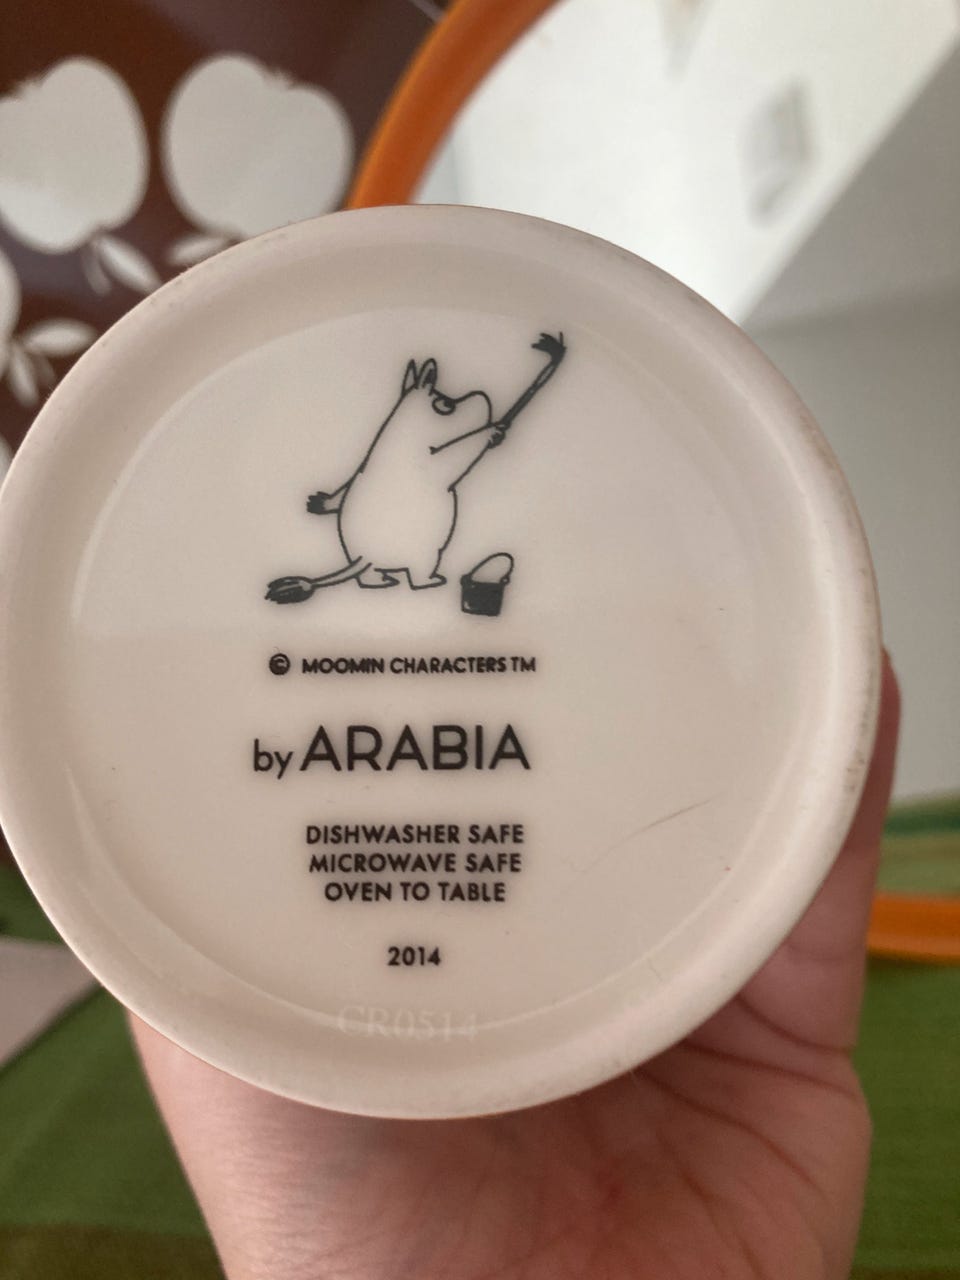 © MOOMIN CHARACTERS TM
by ARABIA
DISHWASHER SAFE
MICROWAVE SAFE
OVEN TO TABLE
2014
CR0514